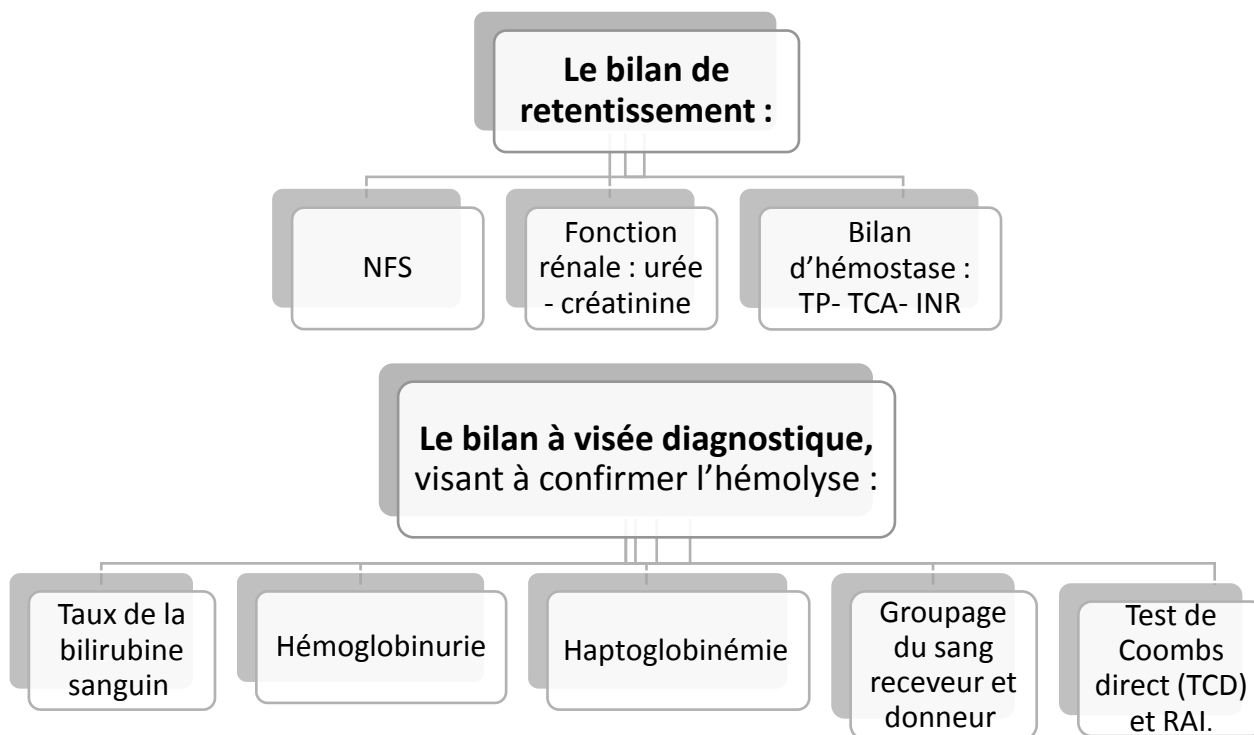 Le bilan de
retentissement :
NFS
Fonction
rénale : urée
- créatinine
Bilan
d’hémostase :
TP- TCA- INR
Le bilan à visée diagnostique,
visant à confirmer l’hémolyse :
Taux de la
bilirubine
sanguin
Hémoglobinurie
Haptoglobinémie
Groupage
du sang
receveur et
donneur
Test de
Coombs
direct (TCD)
et RAI.